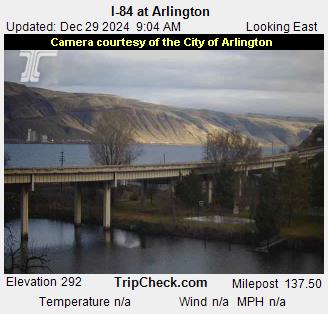 I-84 at Arlington
Updated: Dec 29 2024 9:04 AM Looking East
Camera courtesy of the City of Arlington
Elevation 292 TripCheck.com Milepost 137.50
Temperature n/a Wind n/a MPH n/a